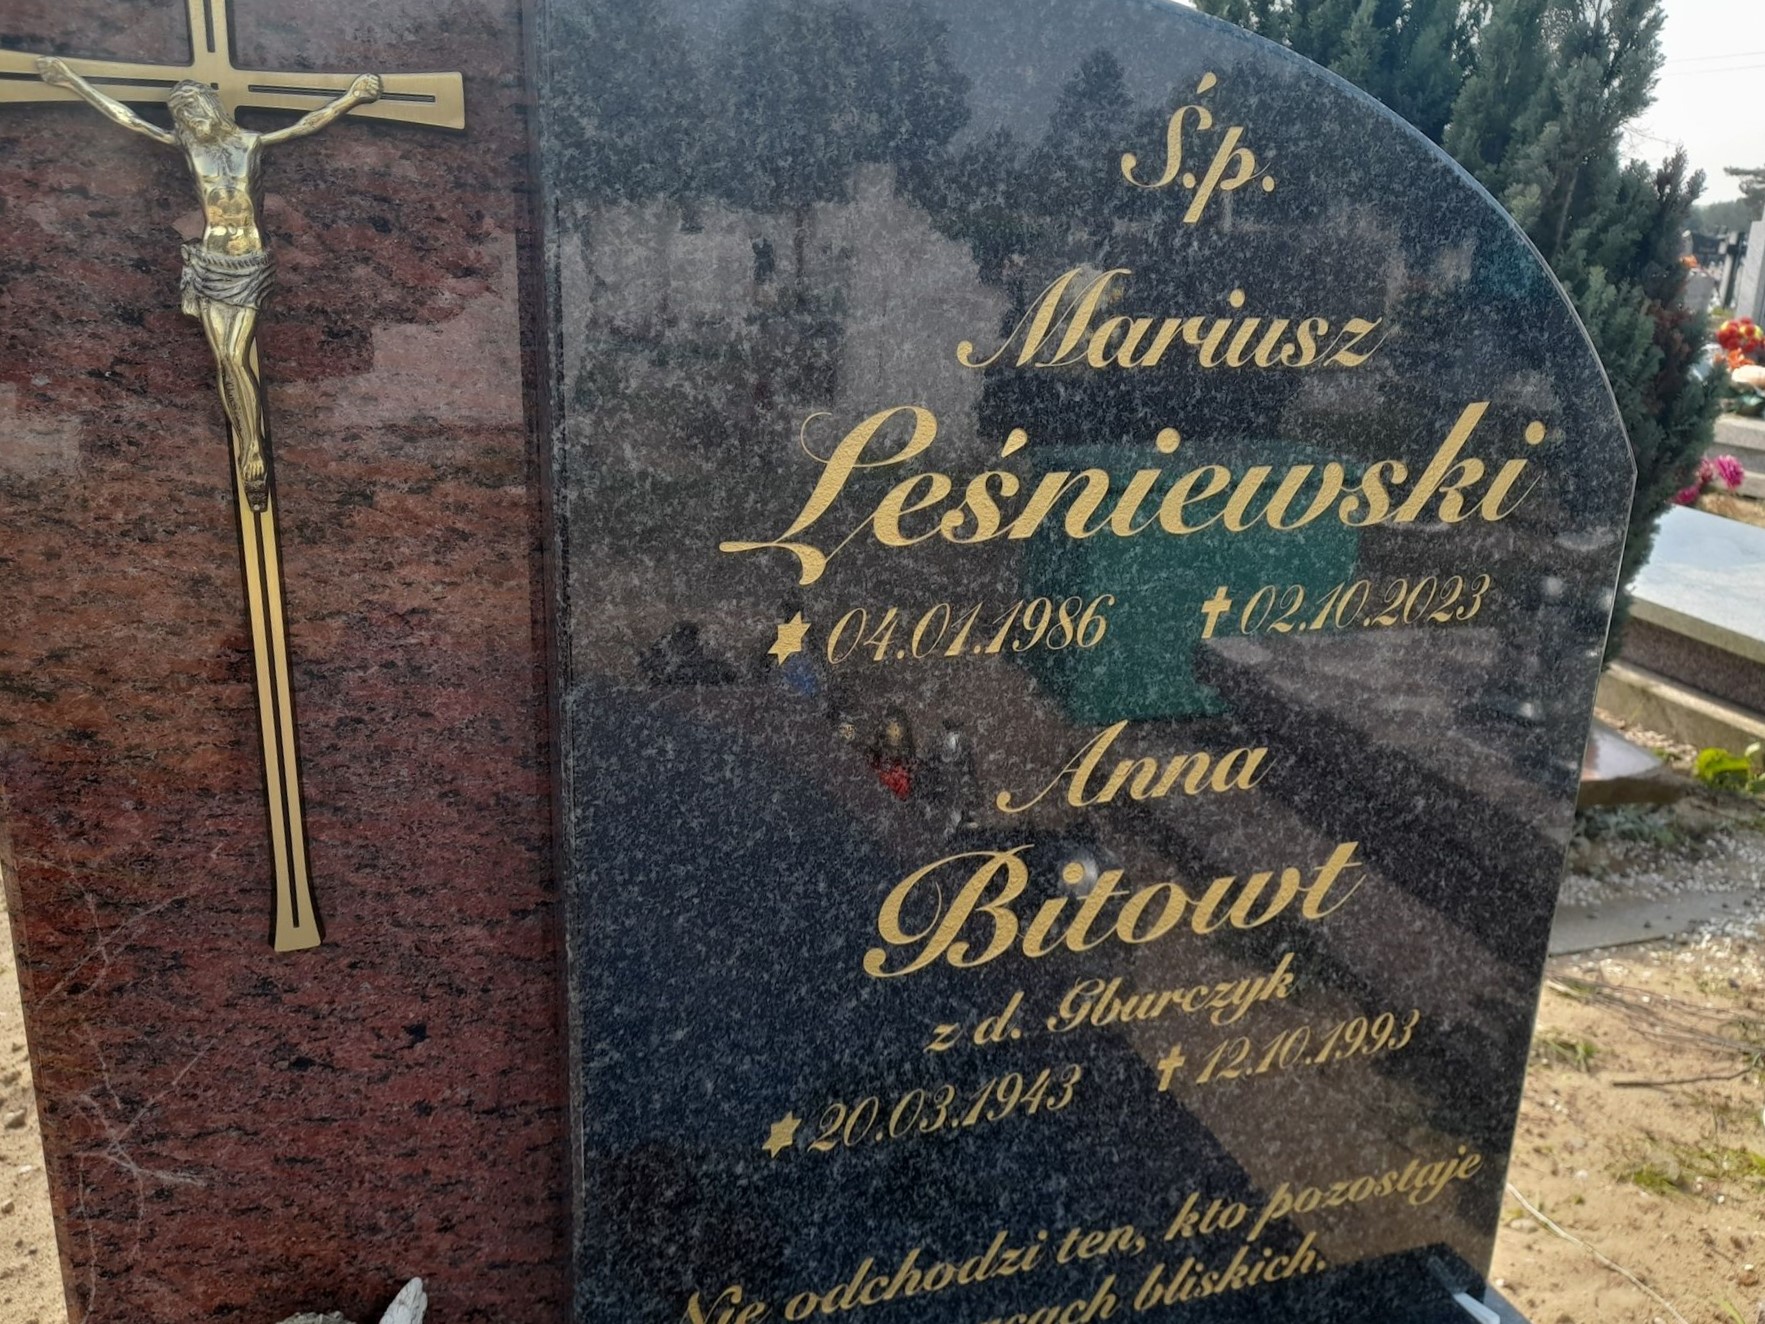 Ś.p.
Mariusz
Leśniewski
04.01.1986 02.10.2023
Anna
Bitowt
z d. Gburczyk
20.03.1943 12.10.1993
Nie odchodzi ten, kto pozostaje
bliskich.